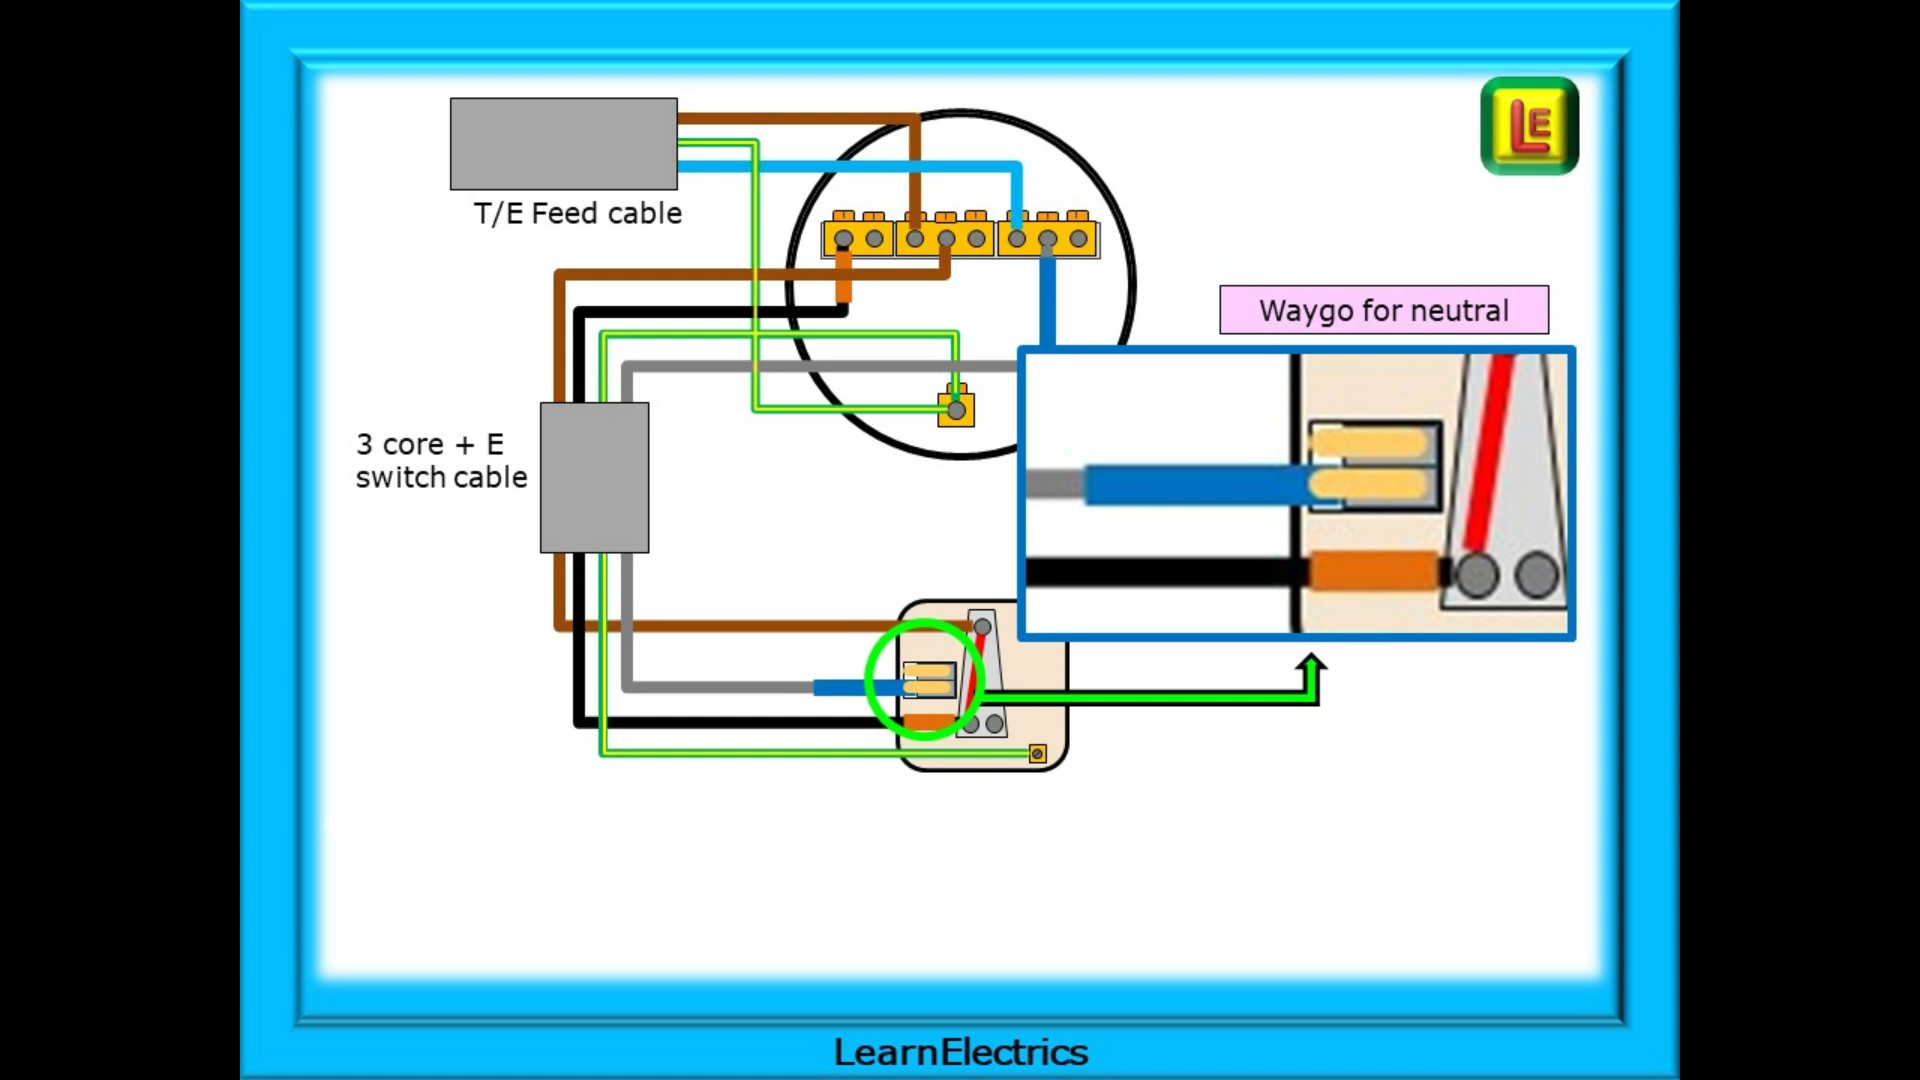 LE
T/E Feed cable
Waygo for neutral
3 core + E
switch cable
LearnElectrics